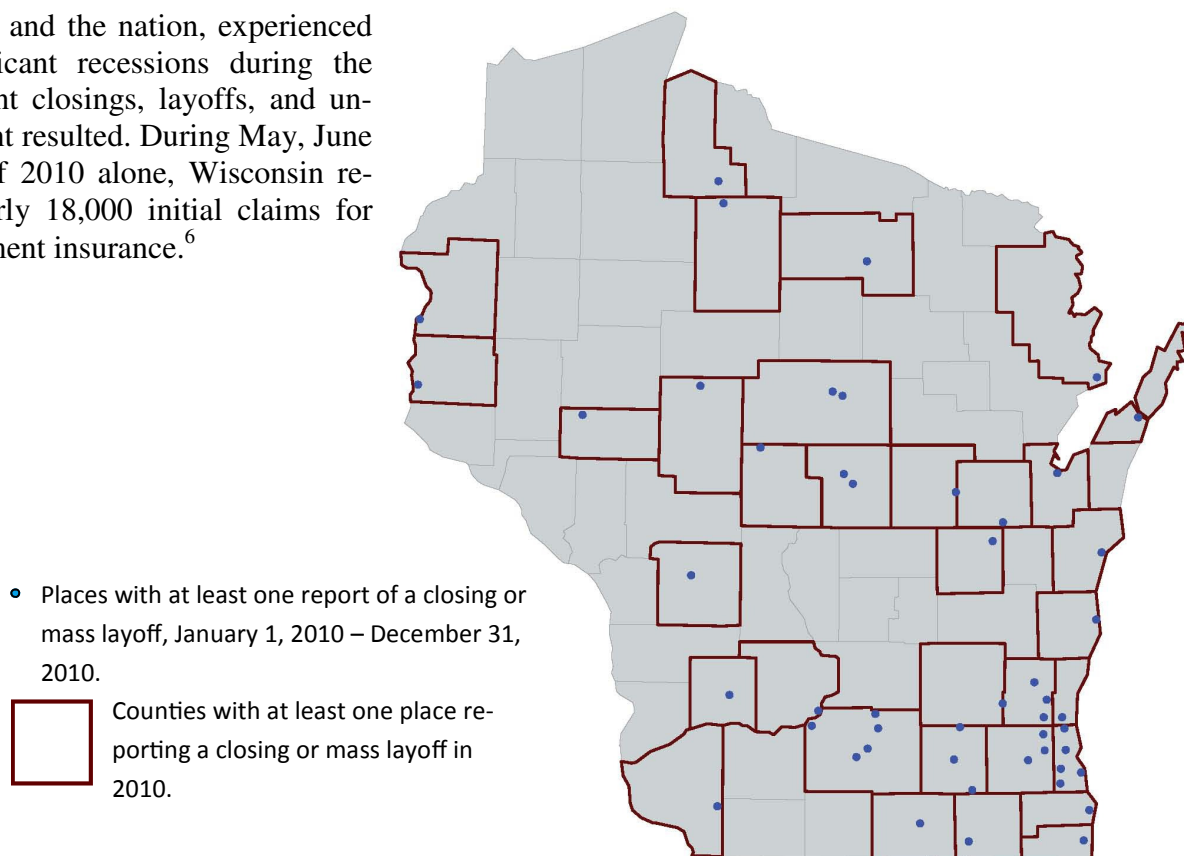 and the nation, experienced
icant recessions during the
nt closings, layoffs, and un-
nt resulted. During May, June
f 2010 alone, Wisconsin re-
rly 18,000 initial claims for
nent insurance.6
Places with at least one report of a closing or
mass layoff, January 1, 2010 – December 31,
2010.
Counties with at least one place re-
porting a closing or mass layoff in
2010.